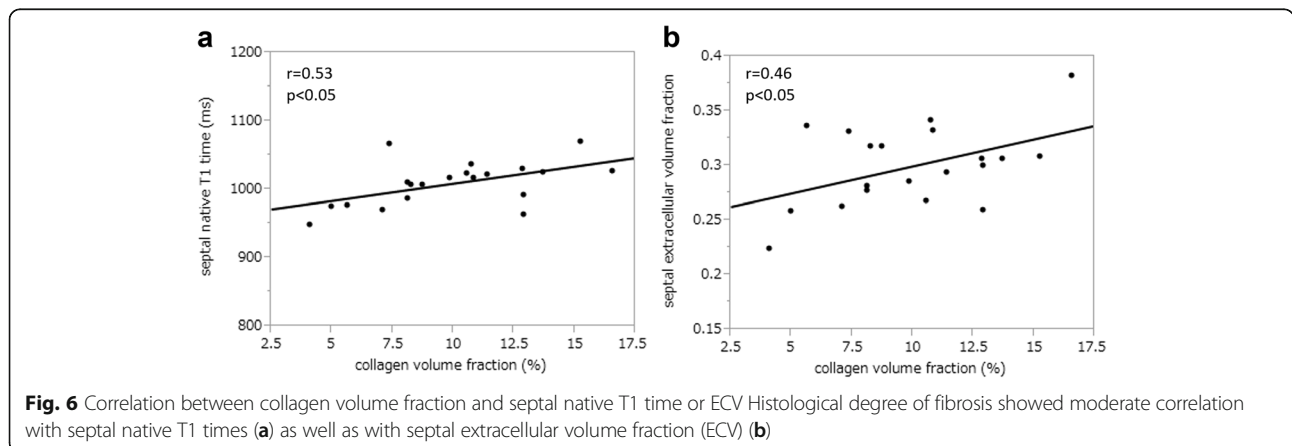 a
1200
r=0.53
p<0.05
1100
1000
900
800
septal native T1 time (ms)
2.5 5 7.5 10 12.5 15 17.5
collagen volume fraction (%)
b
0.4
r=0.46
p<0.05
0.35
0.3
0.25
0.2
0.15
septal extracellular volume fraction
2.5 5 7.5 10 12.5 15 17.5
collagen volume fraction (%)
Fig. 6 Correlation between collagen volume fraction and septal native T1 time or ECV Histological degree of fibrosis showed moderate correlation
with septal native T1 times (a) as well as with septal extracellular volume fraction (ECV) (b)